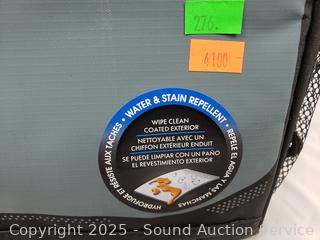 276.
6100
• WATER & STAIN REPELLENT •
WIPE CLEAN
COATED EXTERIOR
NETTOYABLE AVEC UN
CHIFFON EXTÉRIEUR ENDUIT
SE PUEDE LIMPIAR CON UN PAÑO
EL REVESTIMIENTO EXTERIOR
HYDROFUGE ET RÉSISTE AUX TACHES
REPELE EL AGUA Y LAS MANCHAS
Copyright 2025 - Sound Auction Service